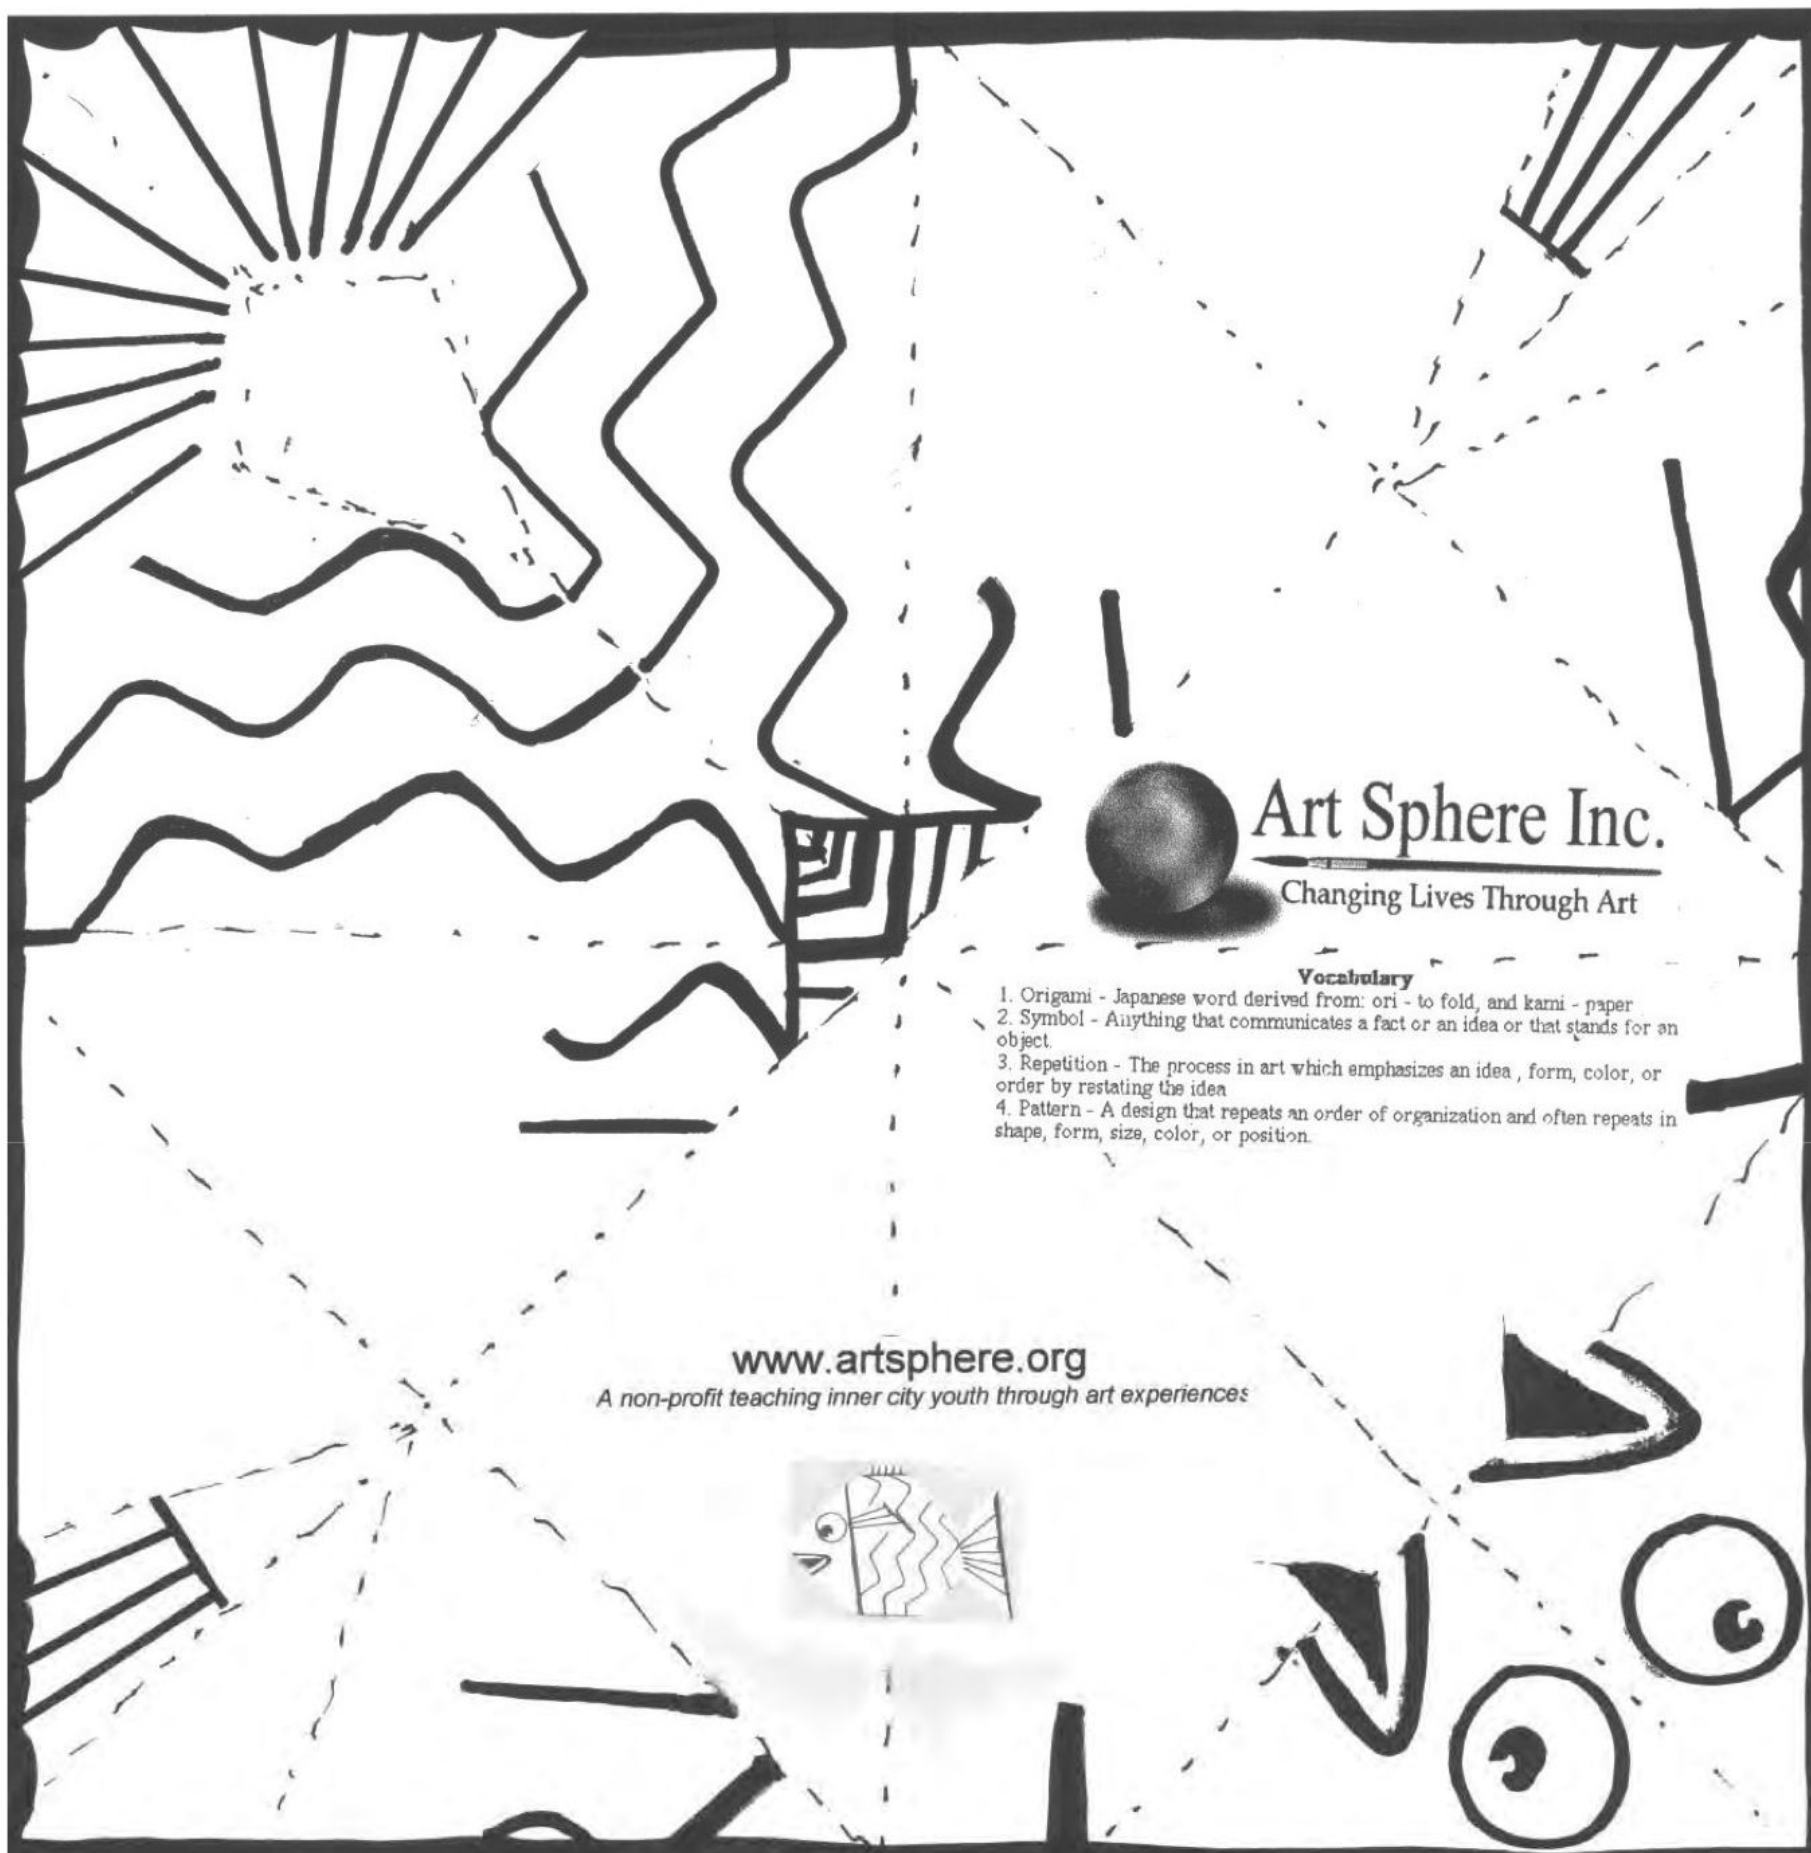 Art Sphere Inc.
Changing Lives Through Art
Vocabulary
1. Origami - Japanese word derived from: ori - to fold, and kami - paper
2. Symbol - Anything that communicates a fact or an idea or that stands for an
object.
3. Repetition - The process in art which emphasizes an idea , form, color, or
order by restating the idea
4. Pattern - A design that repeats an order of organization and often repeats in
shape, form, size, color, or position.
www.artsphere.org
A non-profit teaching inner city youth through art experiences